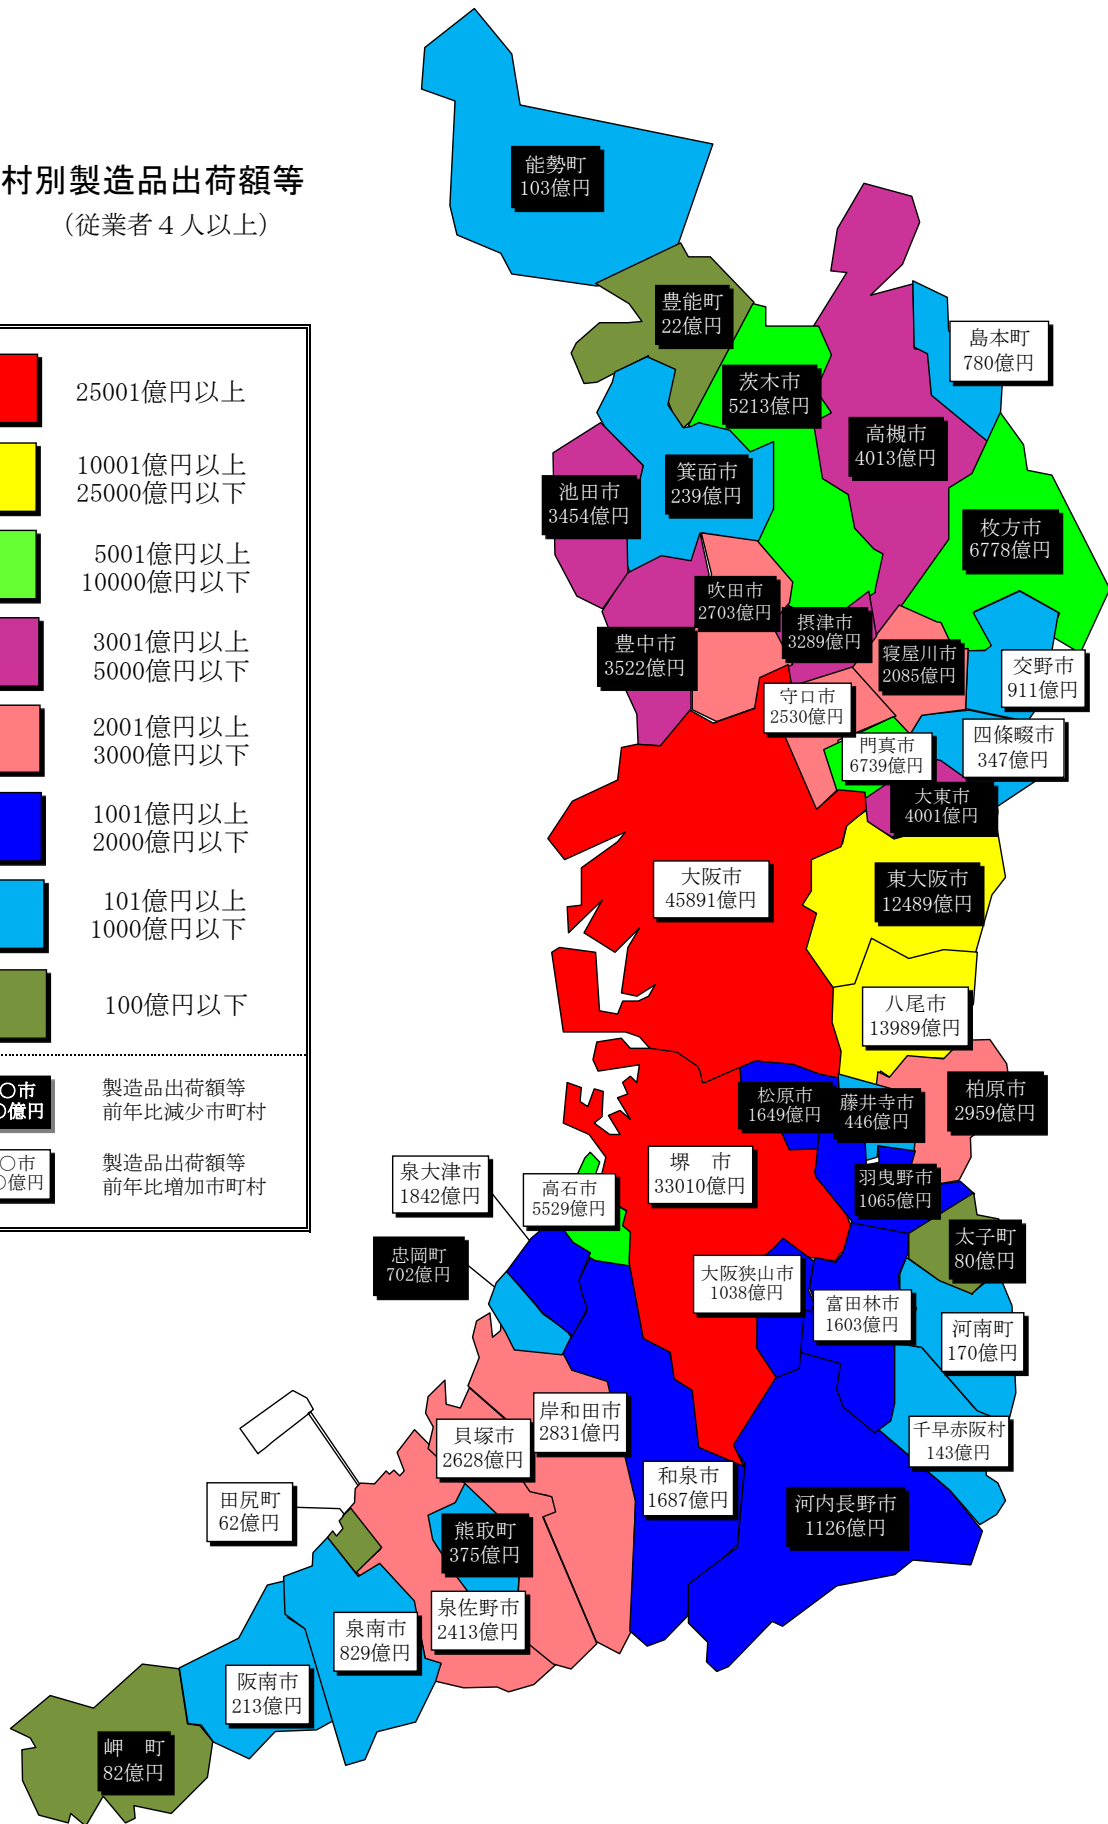 村別製造品出荷額等
（従業者４人以上）
25001億円以上
10001億円以上
25000億円以下
5001億円以上
10000億円以下
3001億円以上
5000億円以下
2001億円以上
3000億円以下
1001億円以上
2000億円以下
101億円以上
1000億円以下
100億円以下
〇市
〇億円
製造品出荷額等
前年比減少市町村
〇市
〇億円
製造品出荷額等
前年比増加市町村
能勢町
103億円
豊能町
22億円
島本町
780億円
茨木市
5213億円
高槻市
4013億円
箕面市
239億円
池田市
3454億円
枚方市
6778億円
吹田市
2703億円
摂津市
3289億円
豊中市
3522億円
寝屋川市
2085億円
交野市
911億円
守口市
2530億円
門真市
6739億円
四條畷市
347億円
大東市
4001億円
大阪市
45891億円
東大阪市
12489億円
八尾市
13989億円
松原市
1649億円
藤井寺市
446億円
柏原市
2959億円
堺　市
33010億円
羽曳野市
1065億円
泉大津市
1842億円
高石市
5529億円
忠岡町
702億円
太子町
80億円
大阪狭山市
1038億円
富田林市
1603億円
河南町
170億円
岸和田市
2831億円
貝塚市
2628億円
千早赤阪村
143億円
和泉市
1687億円
河内長野市
1126億円
田尻町
62億円
熊取町
375億円
泉佐野市
2413億円
泉南市
829億円
阪南市
213億円
岬　町
82億円